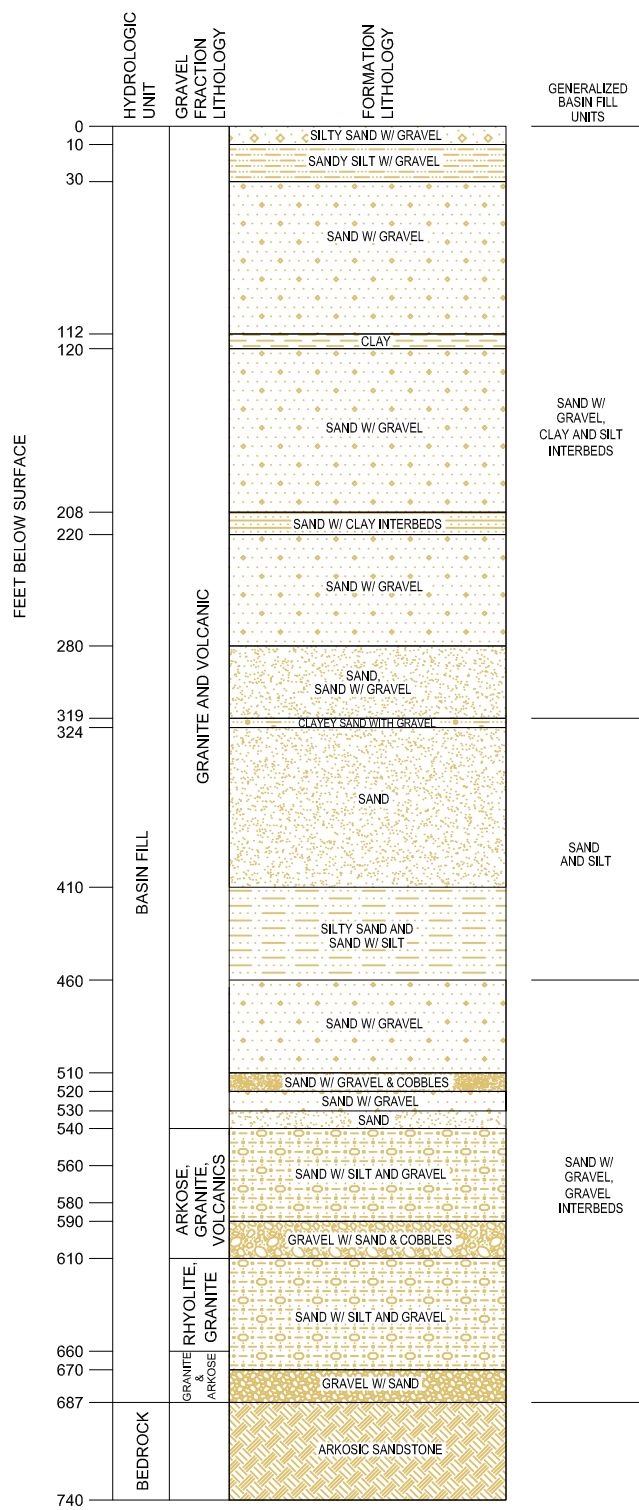 HYDROLOGIC
UNIT
GRAVEL
FRACTION
LITHOLOGY
FORMATION
LITHOLOGY
GENERALIZED
BASIN FILL
UNITS
FEET BELOW SURFACE
0
10
30
112
120
208
220
280
319
324
410
460
510
520
530
540
560
580
590
610
660
670
687
740
BASIN FILL
BEDROCK
GRANITE AND VOLCANIC
ARKOSE,
GRANITE,
VOLCANICS
RHYOLITE,
GRANITE
GRANITE
&
ARKOSE
SILTY SAND W/ GRAVEL
SANDY SILT W/ GRAVEL
SAND W/ GRAVEL
CLAY
SAND W/ GRAVEL
SAND W/ CLAY INTERBEDS
SAND W/ GRAVEL
SAND,
SAND W/ GRAVEL
CLAYEY SAND WITH GRAVEL
SAND
SILTY SAND AND
SAND W/ SILT
SAND W/ GRAVEL
SAND W/ GRAVEL & COBBLES
SAND W/ GRAVEL
SAND
SAND W/ SILT AND GRAVEL
GRAVEL W/ SAND & COBBLES
SAND W/ SILT AND GRAVEL
GRAVEL W/ SAND
ARKOSIC SANDSTONE
SAND W/
GRAVEL,
CLAY AND SILT
INTERBEDS
SAND
AND SILT
SAND W/
GRAVEL,
GRAVEL
INTERBEDS